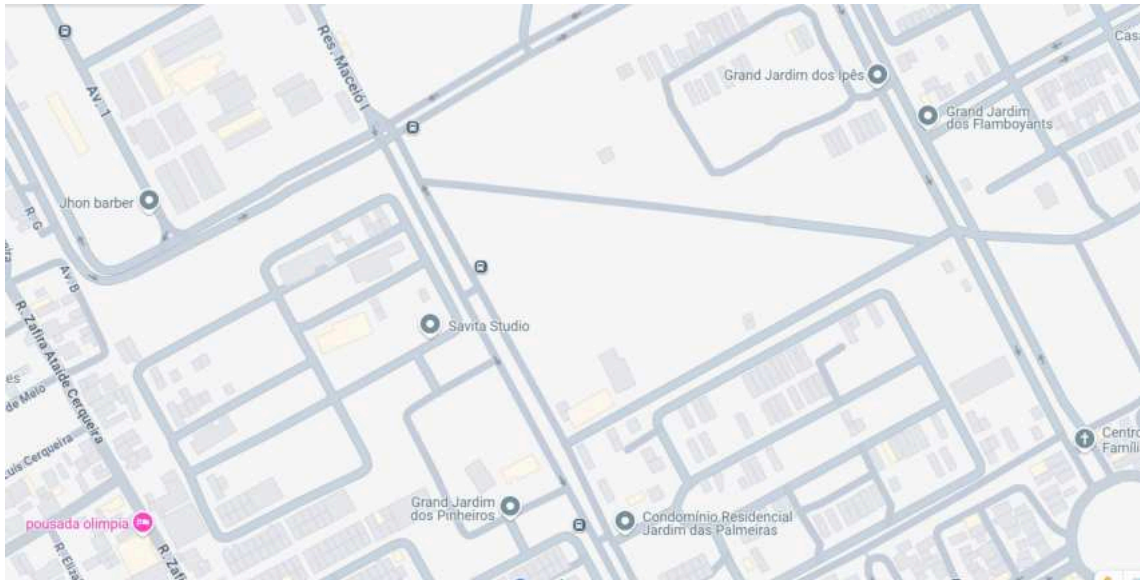 Av. 1
Res. Maceió I
Grand Jardim dos Ipês
Casa
Grand Jardim
dos Flamboyants
Jhon barber
R. G
Av. B
R. Zafira Ataíde Cerqueira
Savita Studio
de Melo
Luís Cerqueira
Centro
Famíli
Grand Jardim
dos Pinheiros
Condomínio Residencial
Jardim das Palmeiras
pousada olimpia
R. Eliza
R. Zafi